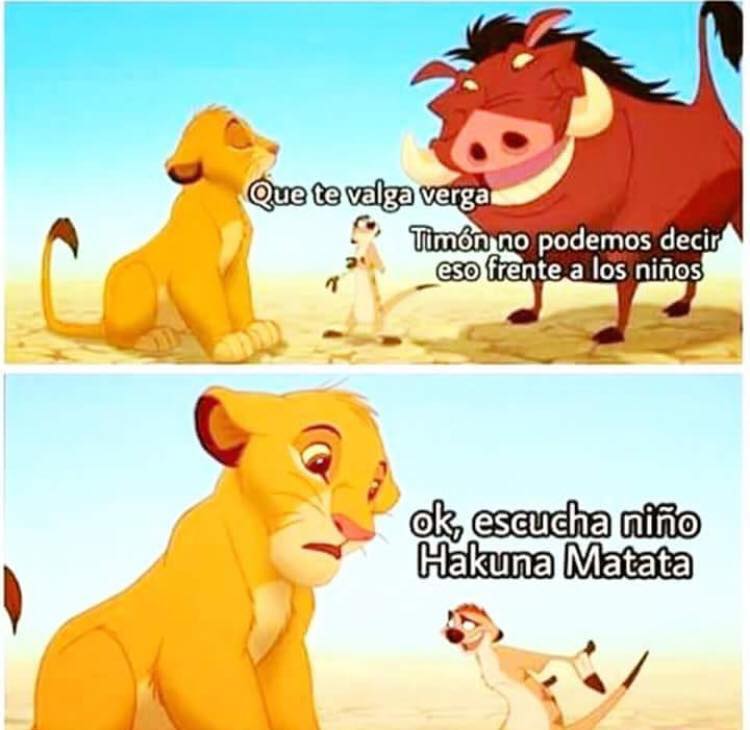 Que te valga verga
Timón no podemos decir
eso frente a los niños
ok, escucha niño
Hakuna Matata